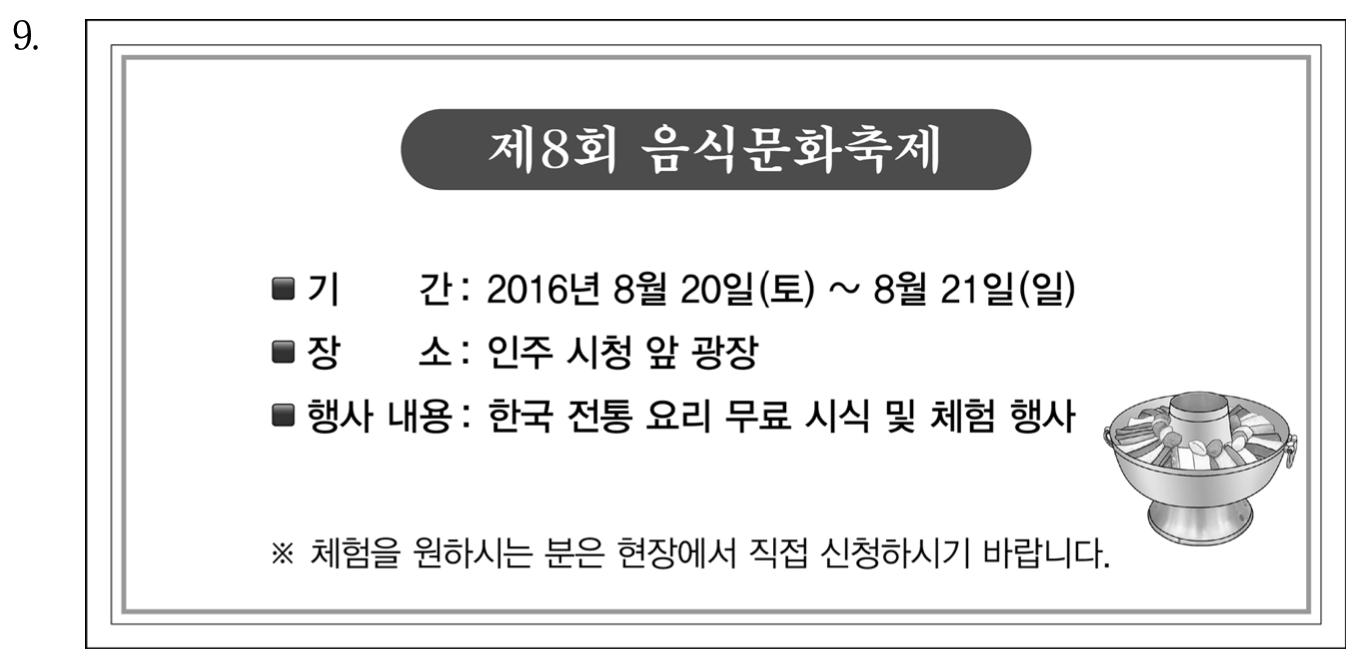 9.
제8회 음식문화축제
■ 기 간 : 2016년 8월 20일(토) ~ 8월 21일(일)
■ 장 소 : 인주 시청 앞 광장
■ 행사 내용 : 한국 전통 요리 무료 시식 및 체험 행사
※ 체험을 원하시는 분은 현장에서 직접 신청하시기 바랍니다.